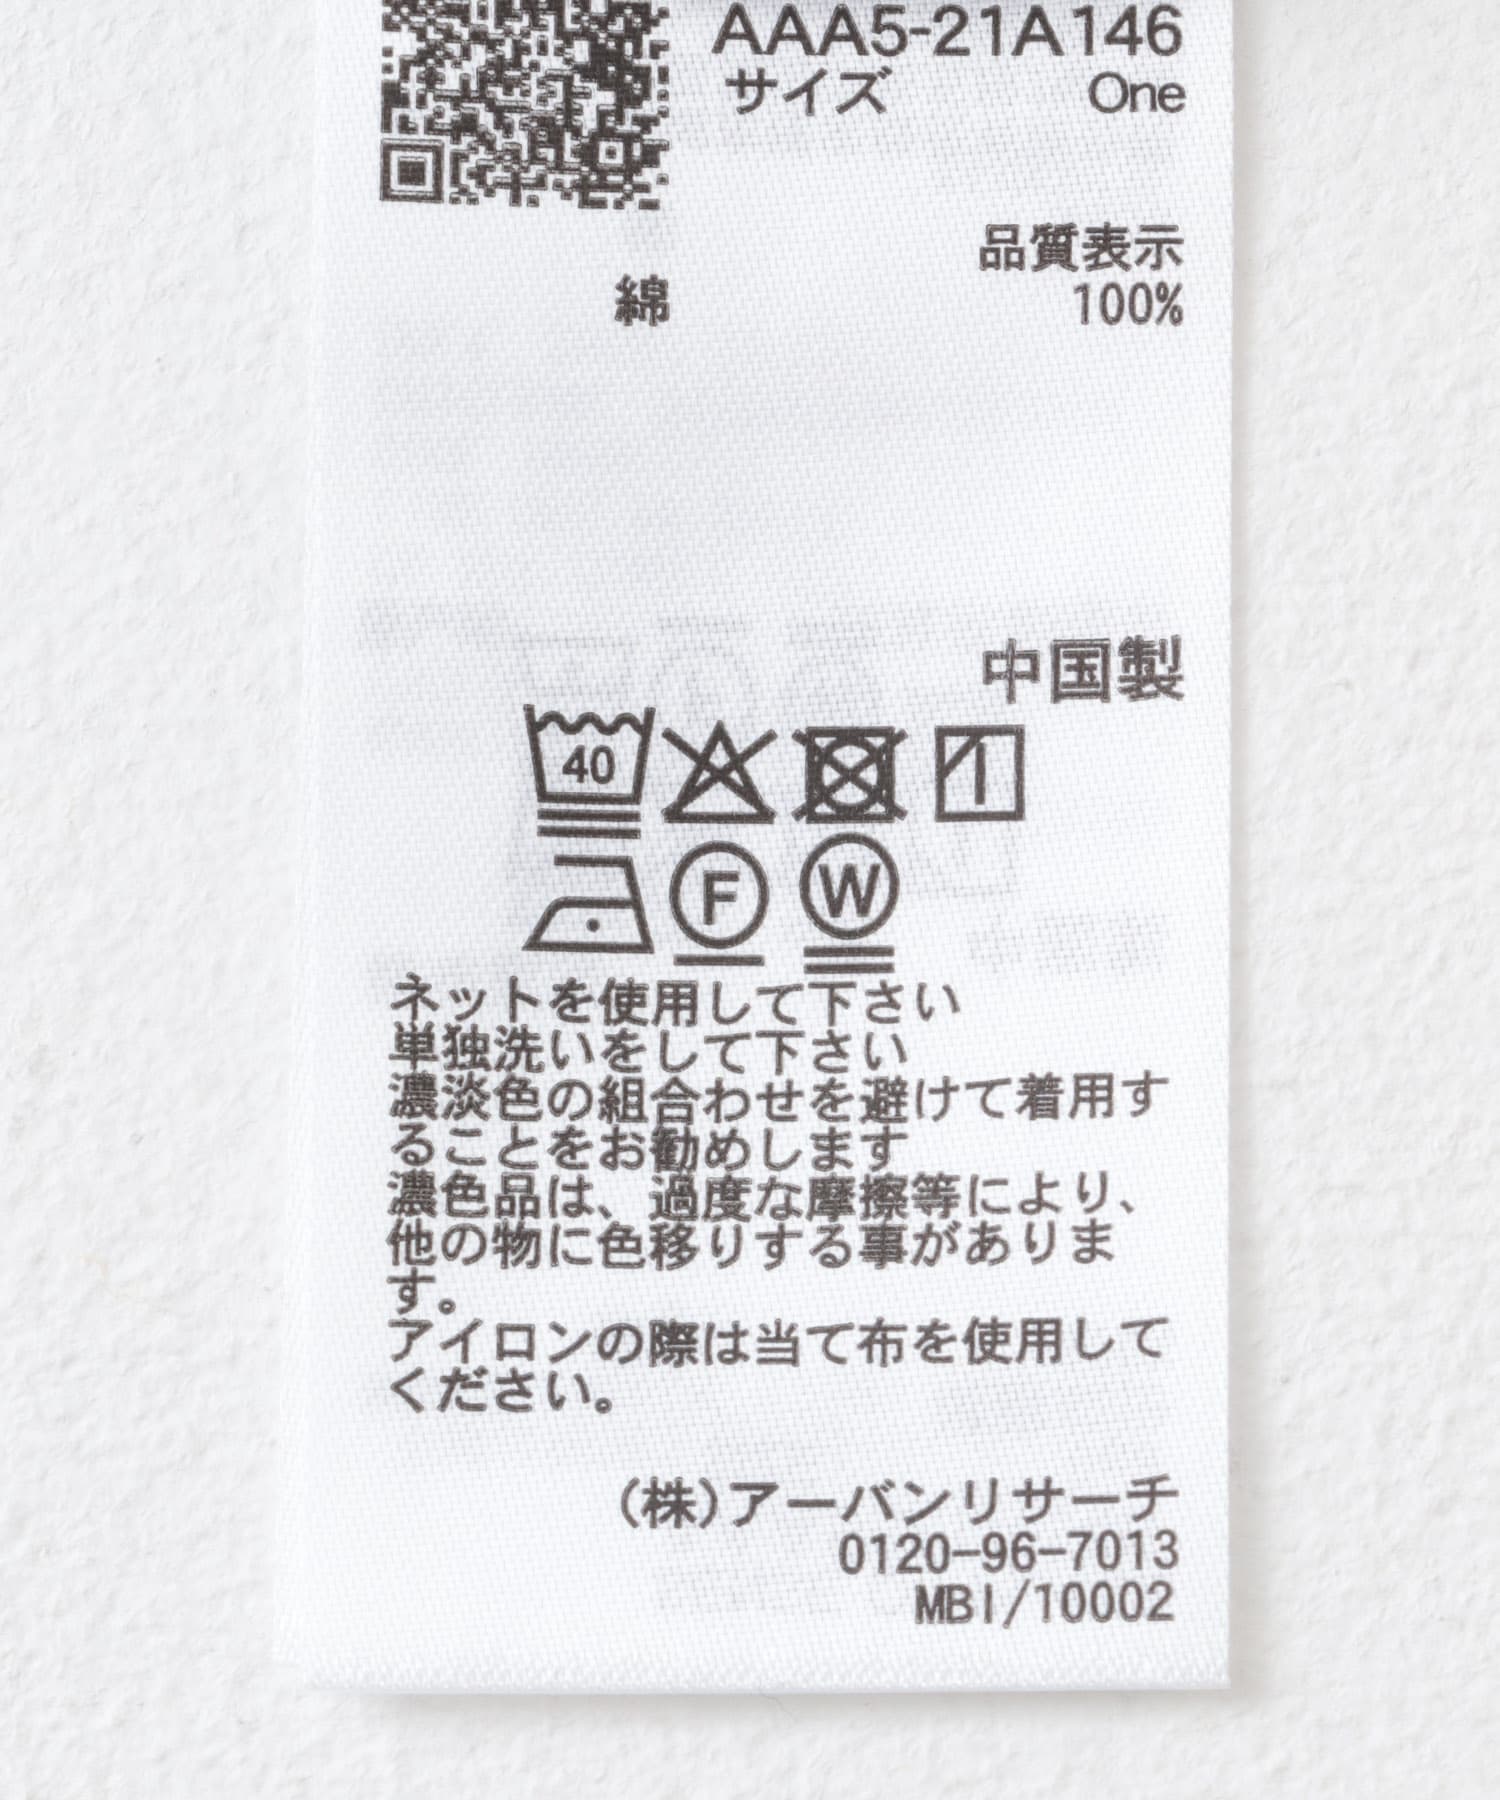 AAA5-21A146
サイズ One
品質表示
綿 100%
中国製
40
F W
ネットを使用して下さい
単独洗いをして下さい
濃淡色の組合わせを避けて着用す
ることをお勧めします
濃色品は、過度な摩擦等により、
他の物に色移りする事がありま
す。
アイロンの際は当て布を使用して
ください。
(株)アーバンリサーチ
0120-96-7013
MBI/10002